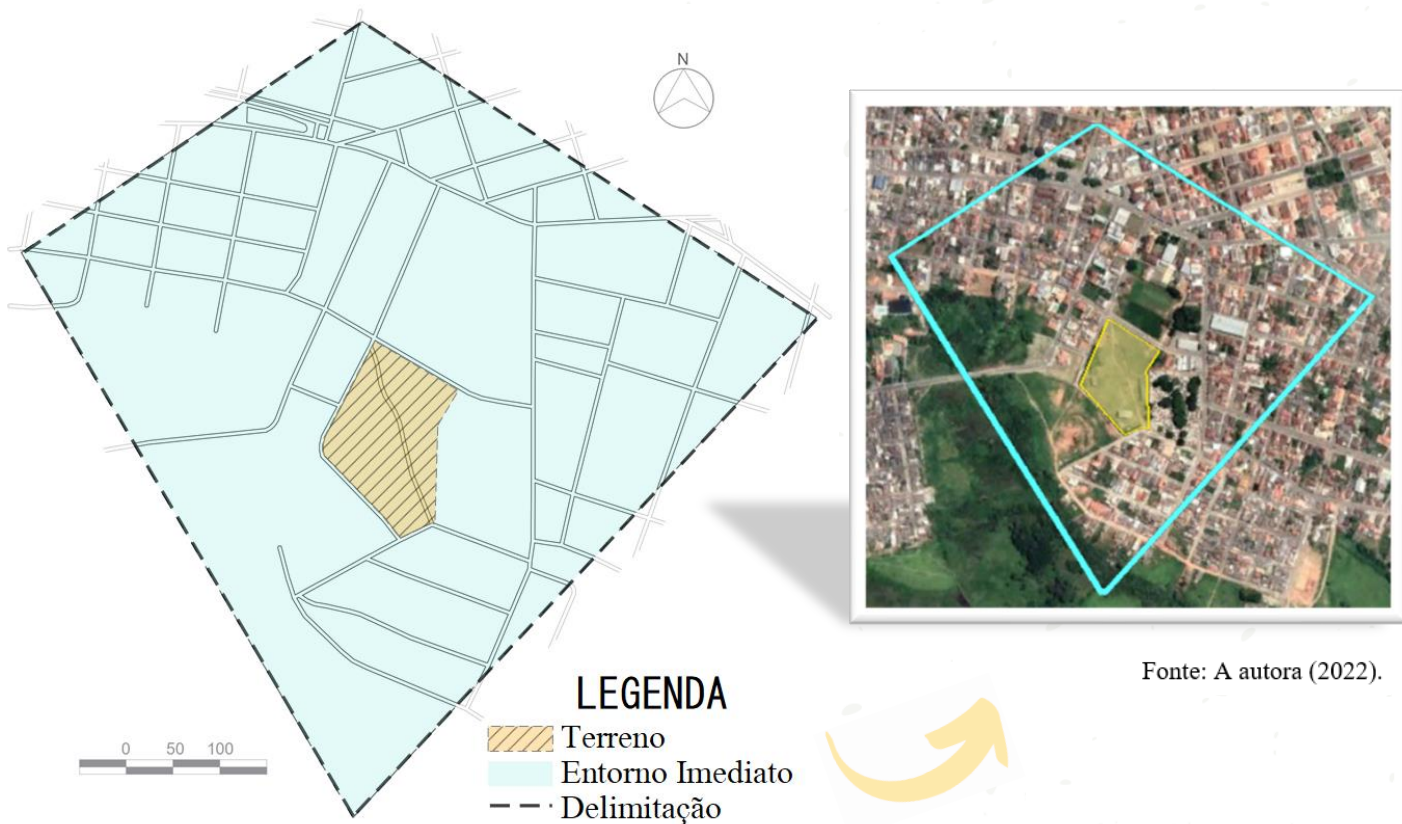 N
Fonte: A autora (2022).
LEGENDA
Terreno
Entorno Imediato
Delimitação
0 50 100